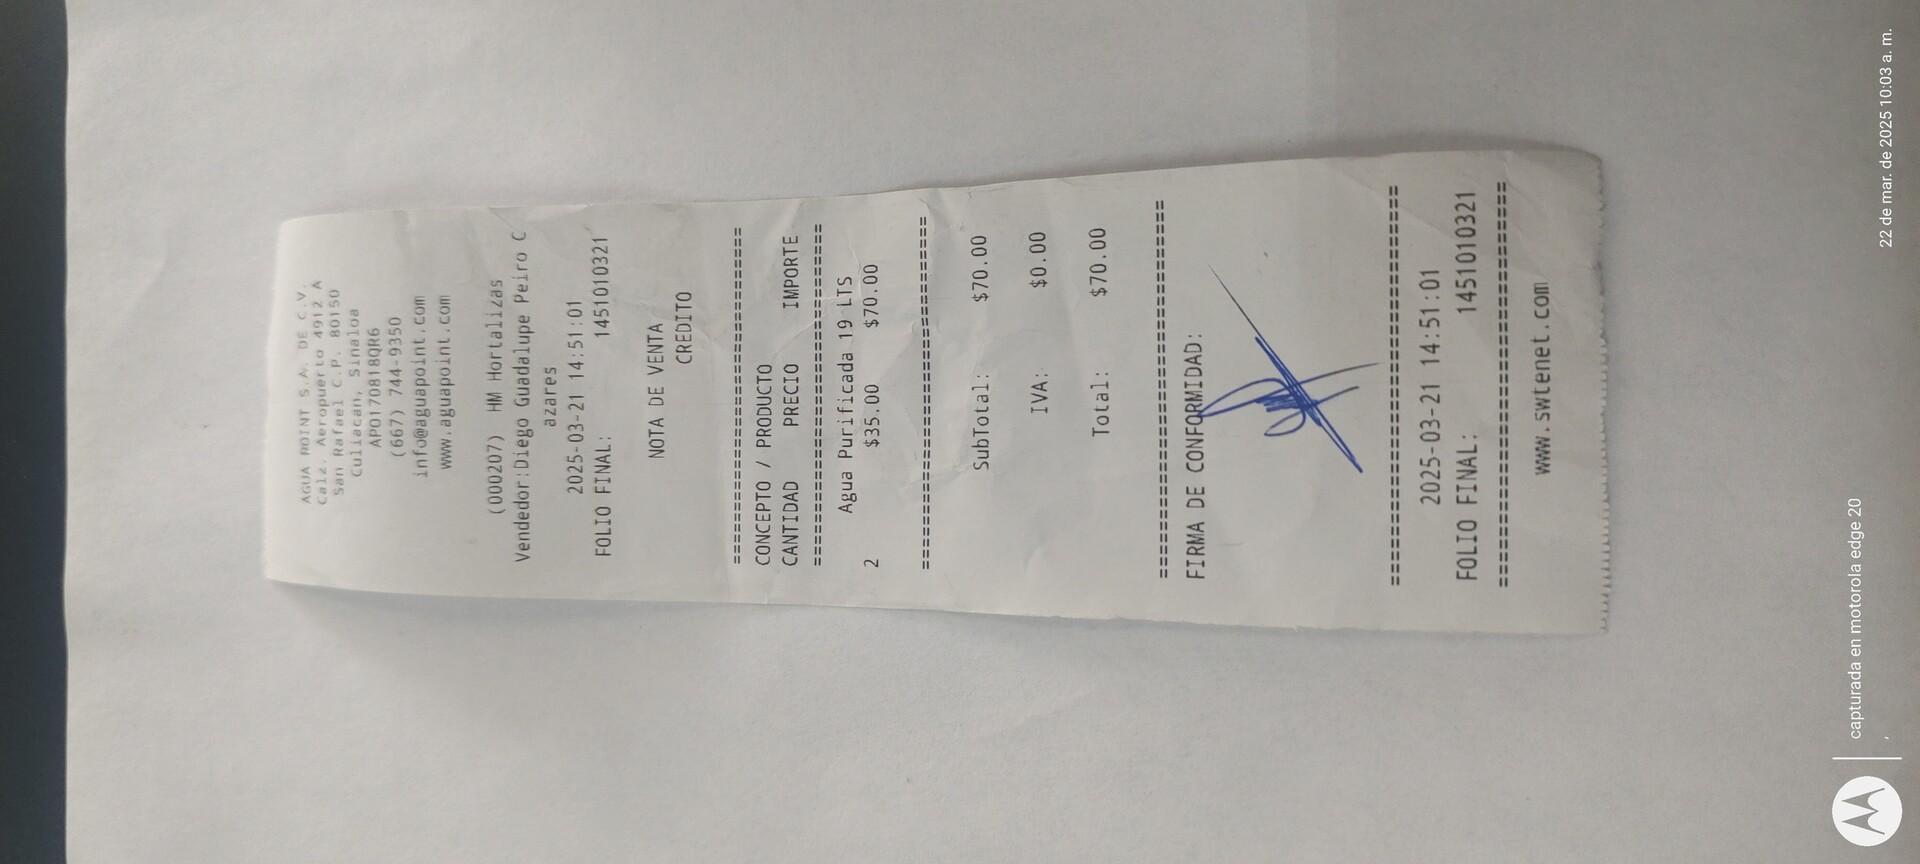 AGUA POINT S.A. DE C.V.
Calz. Aeropuerto 4912 A
San Rafael C.P. 80150
Culiacan, Sinaloa
APO170818QR6
(667) 744-9350
info@aguapoint.com
www.aguapoint.com
(000207) HM Hortalizas
Vendedor:Diego Guadalupe Peiro C
azares
2025-03-21 14:51:01
FOLIO FINAL: 1451010321
NOTA DE VENTA
CREDITO
================================
CONCEPTO / PRODUCTO
CANTIDAD PRECIO IMPORTE
================================
Agua Purificada 19 LTS
2 $35.00 $70.00
================================
SubTotal: $70.00
IVA: $0.00
Total: $70.00
================================
FIRMA DE CONFORMIDAD:
================================
2025-03-21 14:51:01
FOLIO FINAL: 1451010321
================================
www.swtenet.com
capturada en motorola edge 20
,
22 de mar. de 2025 10:03 a. m.